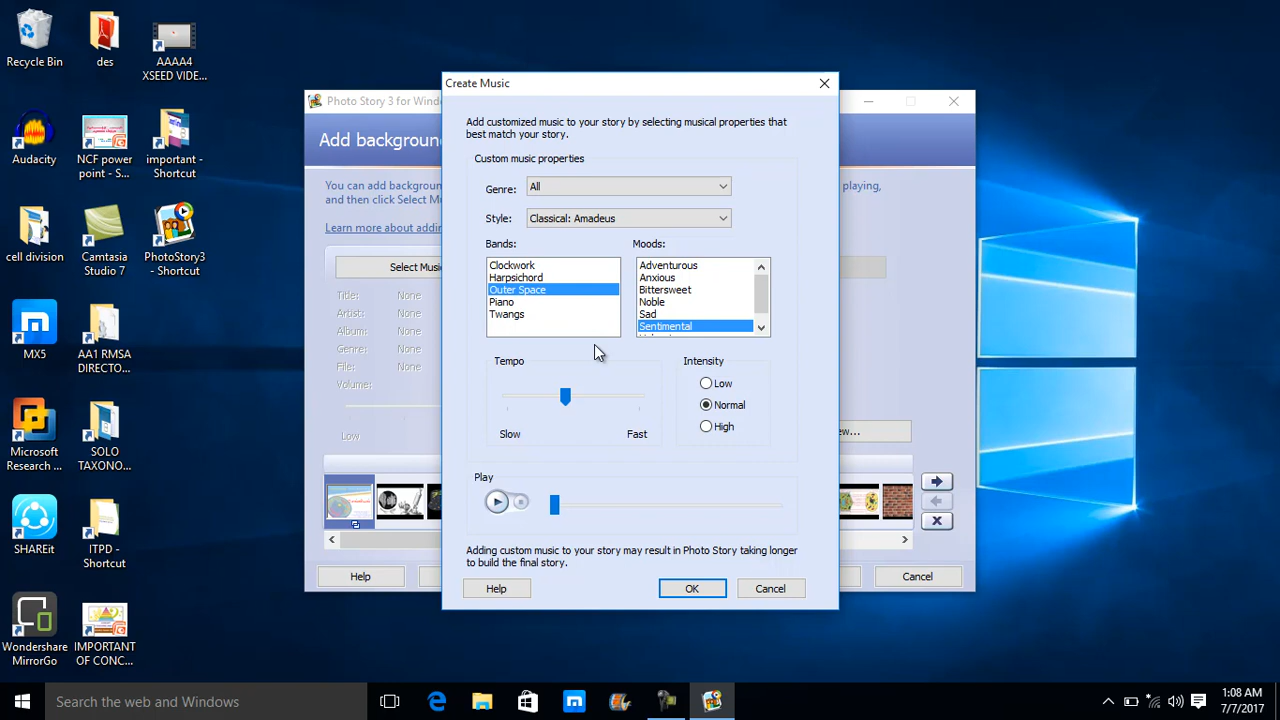 Recycle Bin
des
AAAA4
XSEED VIDE...
Audacity
NCF power
point - S...
important -
Shortcut
cell division
Camtasia
Studio 7
PhotoStory3
- Shortcut
MX5
AA1 RMSA
DIRECTO...
Microsoft
Research ...
SOLO
TAXONO...
SHAREit
ITPD -
Shortcut
Wondershare
MirrorGo
IMPORTANT
OF CONC...
Photo Story 3 for Wind
Add backgroun
You can add backgroun
playing,
and then click Select Mu
Learn more about addin
Select Music
Title: None
Artist: None
Album: None
Genre: None
File: None
Volume:
Low
ew...
Help
Cancel
Create Music
Add customized music to your story by selecting musical properties that
best match your story.
Custom music properties
Genre: All
Style: Classical: Amadeus
Bands:
Clockwork
Harpsichord
Outer Space
Piano
Twangs
Moods:
Adventurous
Anxious
Bittersweet
Noble
Sad
Sentimental
Tempo
Slow Fast
Intensity
Low
Normal
High
Play
Adding custom music to your story may result in Photo Story taking longer
to build the final story.
Help OK Cancel
Search the web and Windows
1:08 AM
7/7/2017